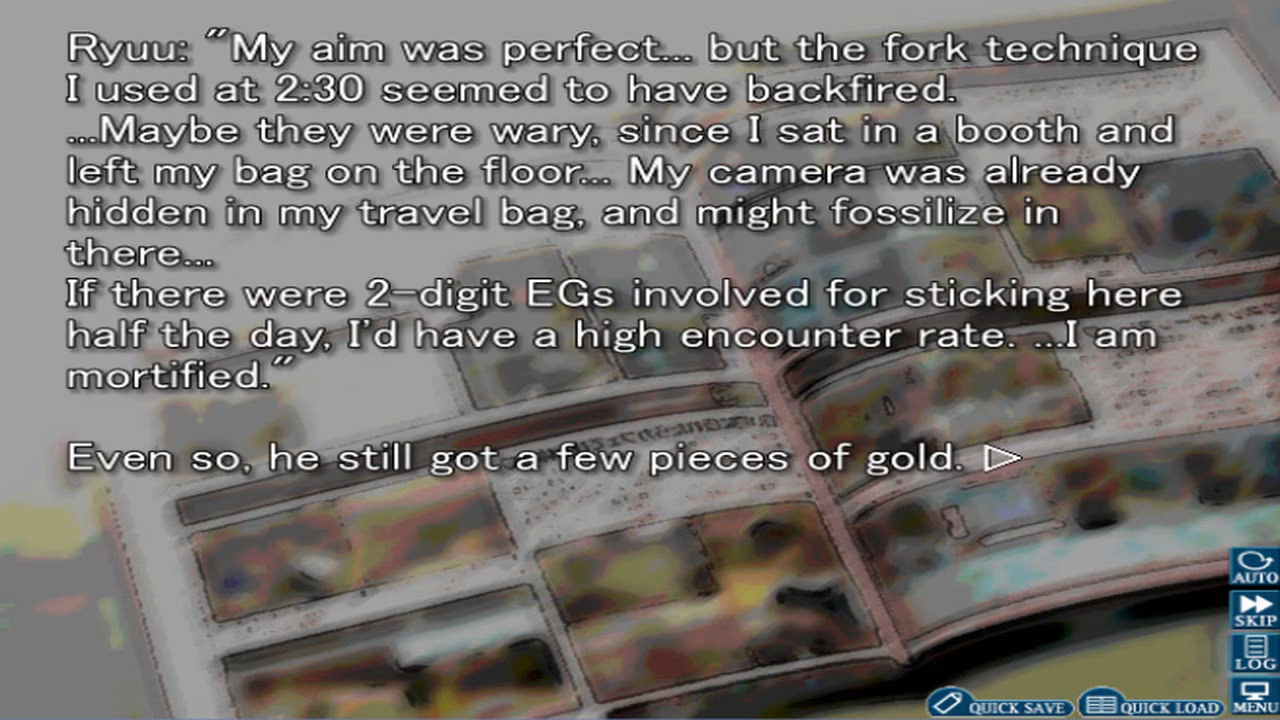 Ryuu: "My aim was perfect... but the fork technique
I used at 2:30 seemed to have backfired.
...Maybe they were wary, since I sat in a booth and
left my bag on the floor... My camera was already
hidden in my travel bag, and might fossilize in
there...
If there were 2-digit EGs involved for sticking here
half the day, I'd have a high encounter rate. ...I am
mortified."
Even so, he still got a few pieces of gold.
AUTO
SKIP
LOG
QUICK SAVE
QUICK LOAD
MENU